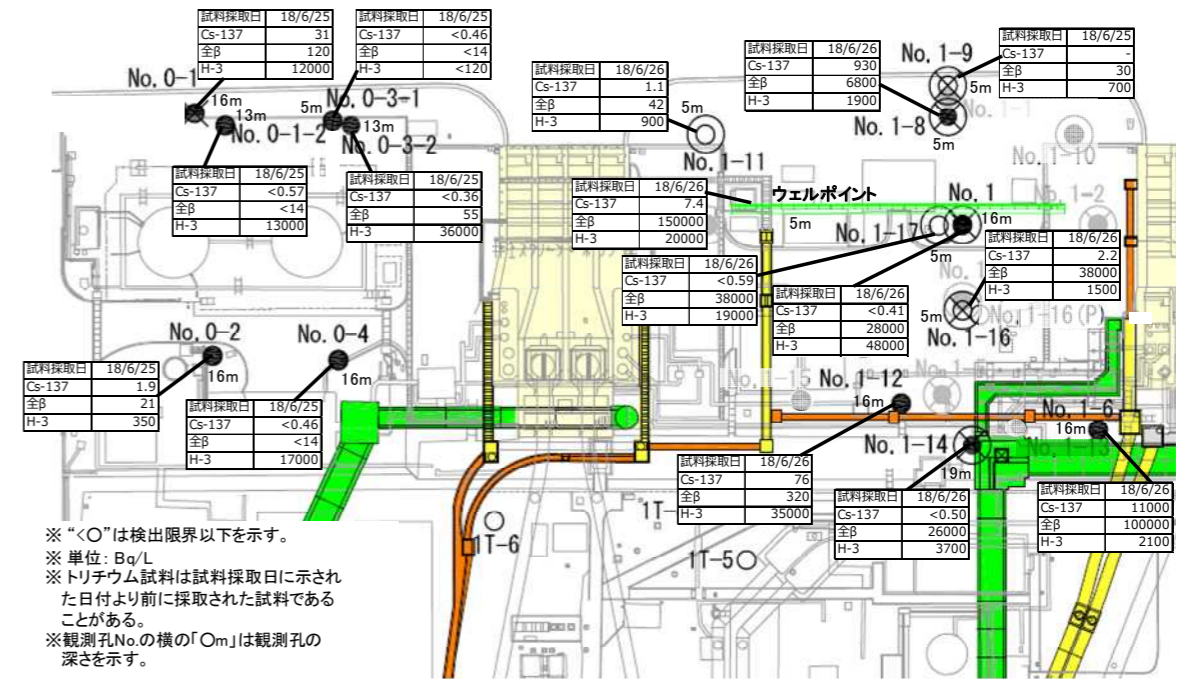 試料採取日 18/6/25
Cs-137 31
全β 120
H-3 12000
試料採取日 18/6/25
Cs-137 <0.46
全β <14
H-3 <120
試料採取日 18/6/26
Cs-137 1.1
全β 42
H-3 900
試料採取日 18/6/26
Cs-137 930
全β 6800
H-3 1900
試料採取日 18/6/25
Cs-137 -
全β 30
H-3 700
No. 0-1
16m
13m
No. 0-1-2
5m
No. 0-3-1
13m
No. 0-3-2
5m
No. 1-11
No. 1-9
5m
No. 1-8
5m
No. 1-10
試料採取日 18/6/25
Cs-137 <0.57
全β <14
H-3 13000
試料採取日 18/6/25
Cs-137 <0.36
全β 55
H-3 36000
試料採取日 18/6/26
Cs-137 7.4
全β 150000
H-3 20000
ウェルポイント
5m
No. 1
16m
No. 1-17
5m
1-2
試料採取日 18/6/26
Cs-137 2.2
全β 38000
H-3 1500
試料採取日 18/6/26
Cs-137 <0.59
全β 38000
H-3 19000
試料採取日 18/6/26
Cs-137 <0.41
全β 28000
H-3 48000
5m
No. 1-16
No. 1-16(P)
No. 0-2
16m
No. 0-4
16m
試料採取日 18/6/25
Cs-137 1.9
全β 21
H-3 350
試料採取日 18/6/25
Cs-137 <0.46
全β <14
H-3 17000
No. 1-12
16m
No. 1-6
16m
No. 1-13
No. 1-14
19m
試料採取日 18/6/26
Cs-137 76
全β 320
H-3 35000
試料採取日 18/6/26
Cs-137 <0.50
全β 26000
H-3 3700
試料採取日 18/6/26
Cs-137 11000
全β 100000
H-3 2100
1T-6
1T-5
※ “<○”は検出限界以下を示す。
※ 単位: Bq/L
※ トリチウム試料は試料採取日に示され
た日付より前に採取された試料である
ことがある。
※観測孔No.の横の「○m」は観測孔の
深さを示す。